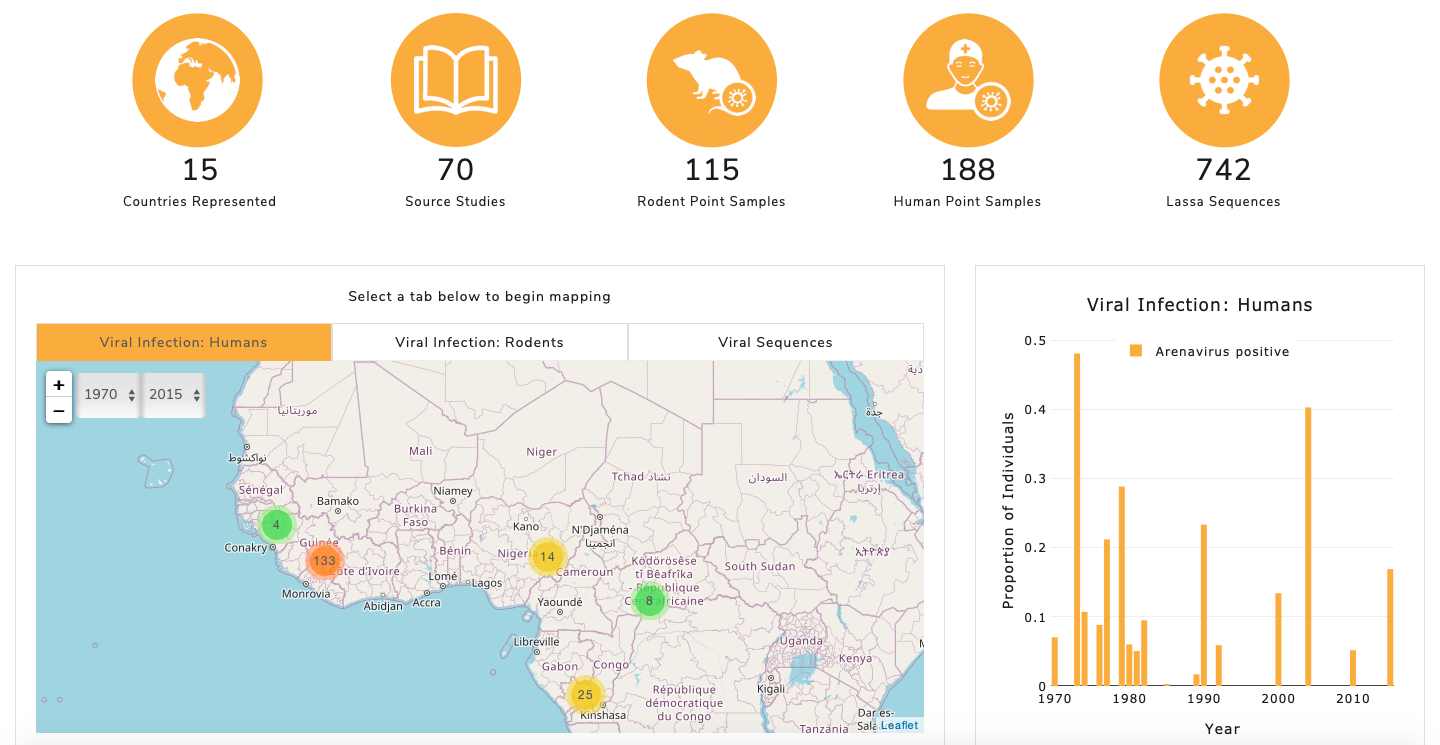 15
Countries Represented
70
Source Studies
115
Rodent Point Samples
188
Human Point Samples
742
Lassa Sequences
Select a tab below to begin mapping
Viral Infection: Humans
Viral Infection: Rodents
Viral Sequences
+
−
1970
2015
موريتانيا
جدة
نواكشوط
Mali
Niger
Tchad تشاد
السودان
ኤርትራ Eritrea
إرتريا
Sénégal
Bamako
Niamey
Burkina
Faso
Kano
N'Djaména
انجمينا
4
Conakry
Guinée
133
Côte d'Ivoire
Bénin
Nigeria
14
Cameroun
Ködörösêse
tî Bêafrîka
- République
Centrafricaine
8
South Sudan
ኢትዮጵያ
Monrovia
Abidjan
Accra
Lomé
Lagos
Yaoundé
Libreville
Gabon
Congo
Uganda
Kenya
Kigali
25
Kinshasa
République
démocratique
du Congo
Tanzania
Dar es-
Leaflet
Viral Infection: Humans
Arenavirus positive
0.5
0.4
0.3
0.2
0.1
0
Proportion of Individuals
1970
1980
1990
2000
2010
Year